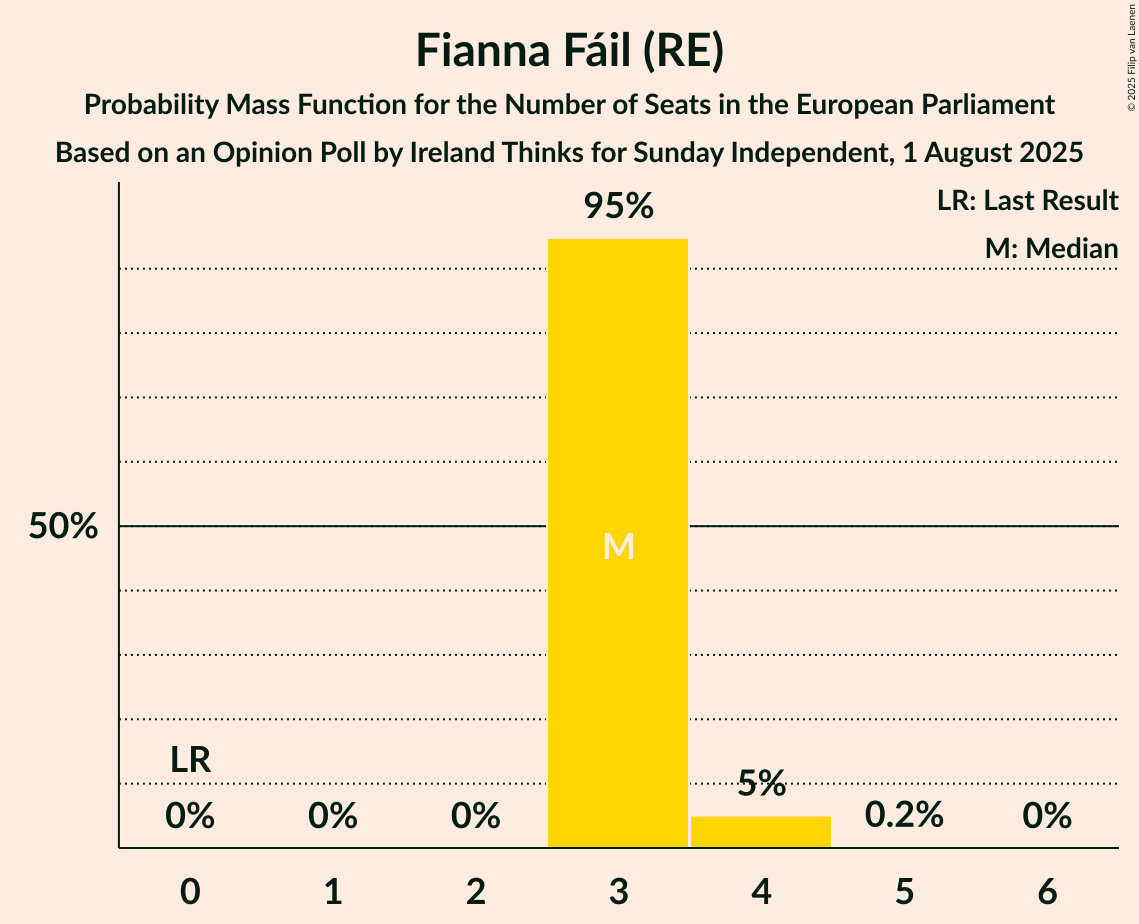 Fianna Fáil (RE)
Probability Mass Function for the Number of Seats in the European Parliament
Based on an Opinion Poll by Ireland Thinks for Sunday Independent, 1 August 2025
© 2025 Filip van Laenen
LR: Last Result
M: Median
95%
50%
M
LR
0%
0%
0%
5%
0.2%
0%
0
1
2
3
4
5
6